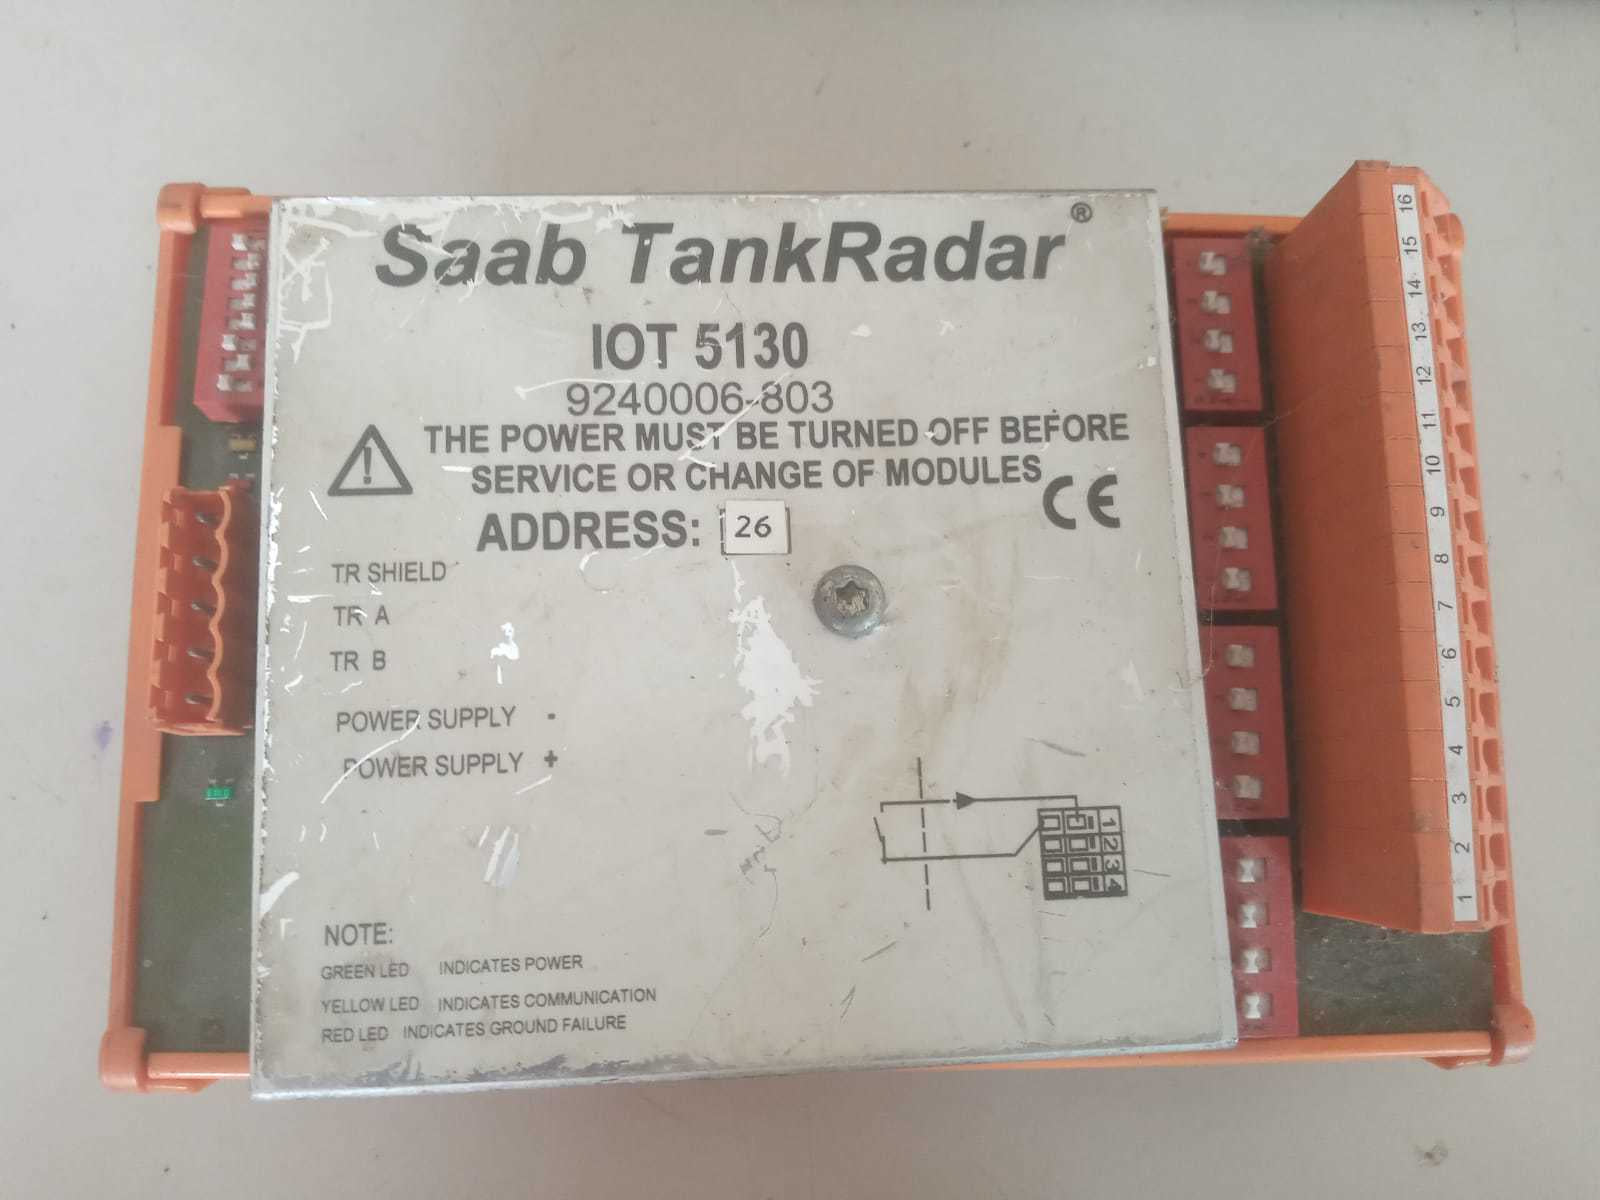 Saab TankRadar®
IOT 5130
9240006-803
THE POWER MUST BE TURNED OFF BEFORE
SERVICE OR CHANGE OF MODULES
CE
ADDRESS: 26
TR SHIELD
TR A
TR B
POWER SUPPLY -
POWER SUPPLY +
1
2
3
4
NOTE:
GREEN LED INDICATES POWER
YELLOW LED INDICATES COMMUNICATION
RED LED INDICATES GROUND FAILURE
16
15
14
13
12
11
10
9
8
7
6
5
4
3
2
1